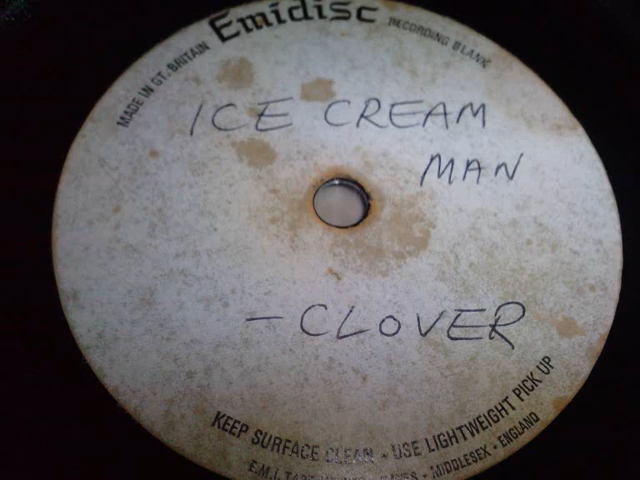 Emidisc
MADE IN GT. BRITAIN
RECORDING BLANK
ICE CREAM
MAN
- CLOVER
KEEP SURFACE CLEAN - USE LIGHTWEIGHT PICK UP
E.M.I. MIDDLESEX - ENGLAND